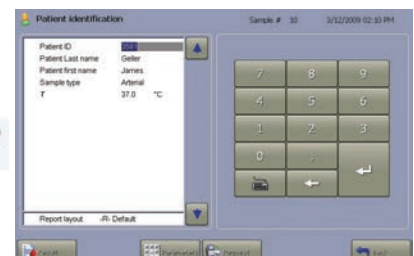 Patient identification Sample # 10 3/12/2009 02:10 PM
Patient ID
Patient Last name Geller
Patient first name James
Sample type Arterial
T 37.0 °C
7 8 9
4 5 6
1 2 3
0 .
Report layout -R- Default
Parameters Request Back